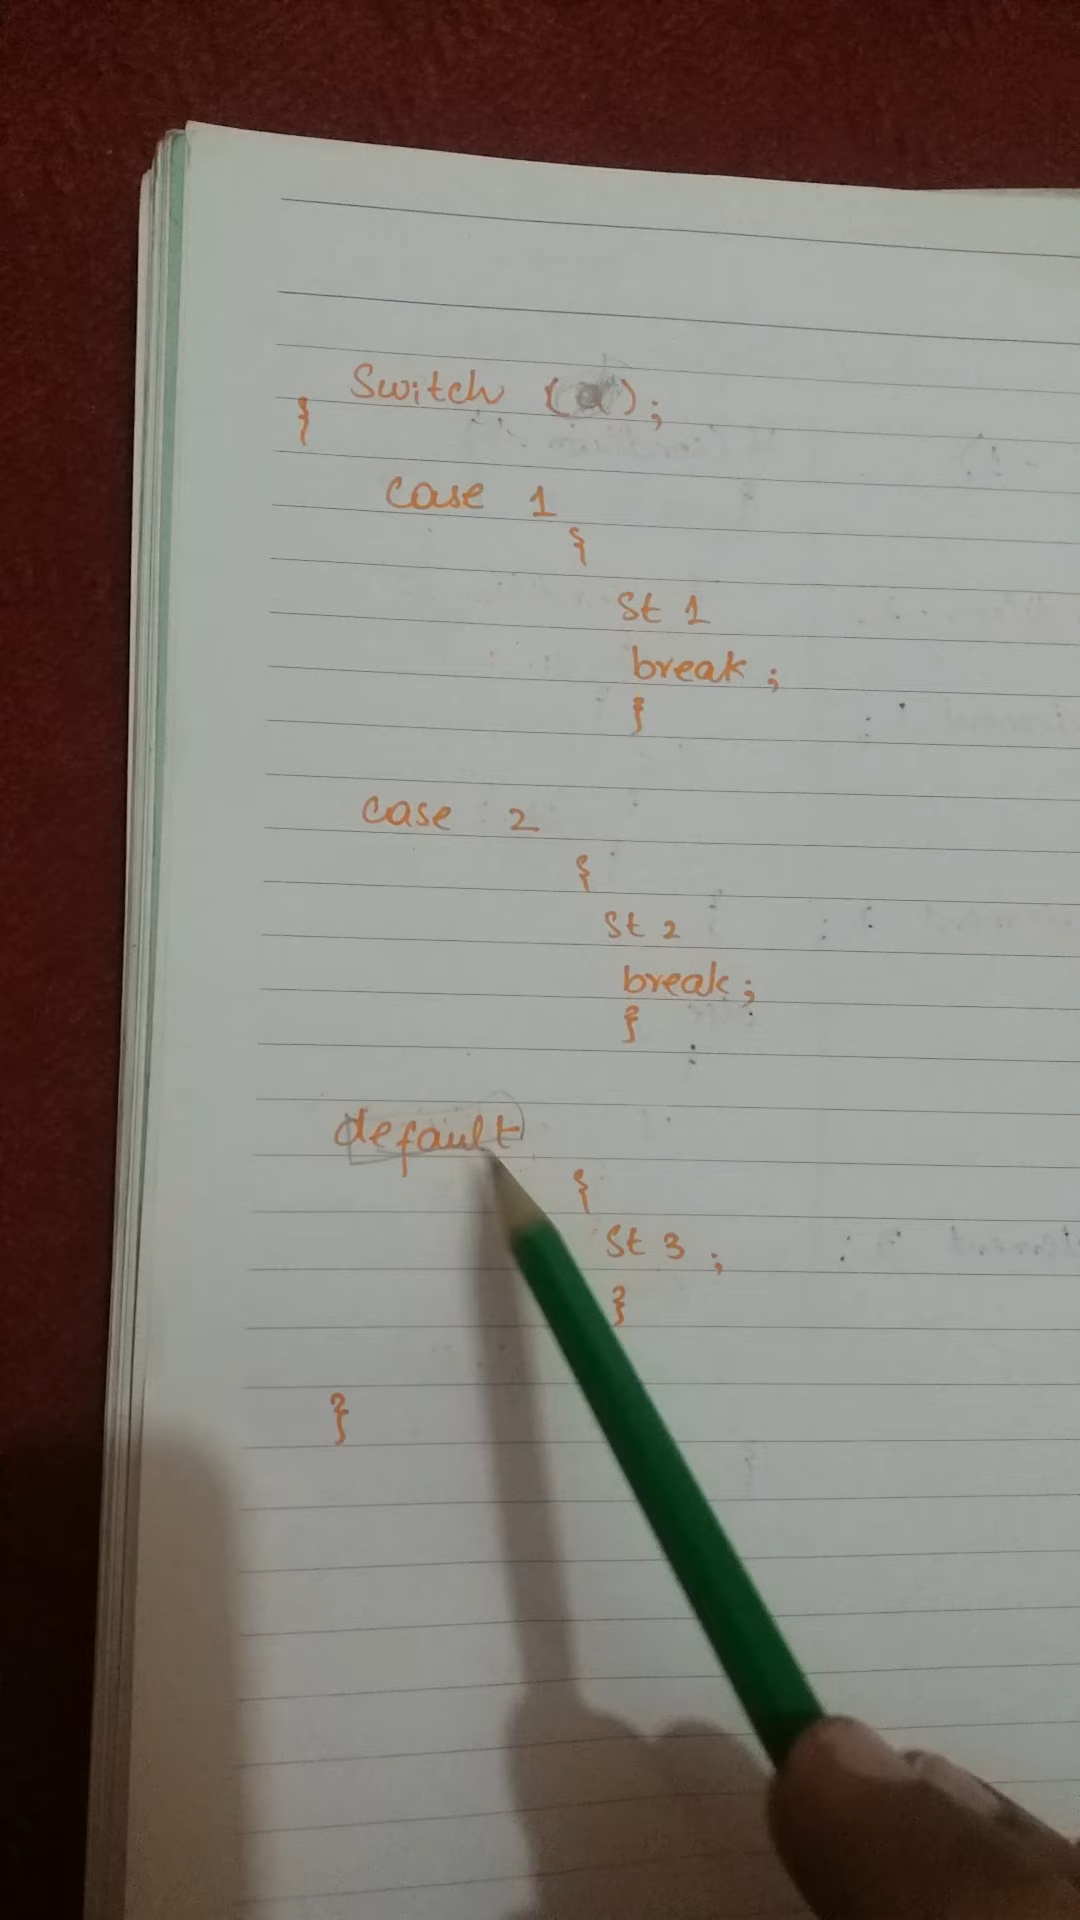 Switch (a);
{
case 1
{
St 1
break ;
}
case 2
{
St 2
break ;
}
default
{
St 3 ;
}
}